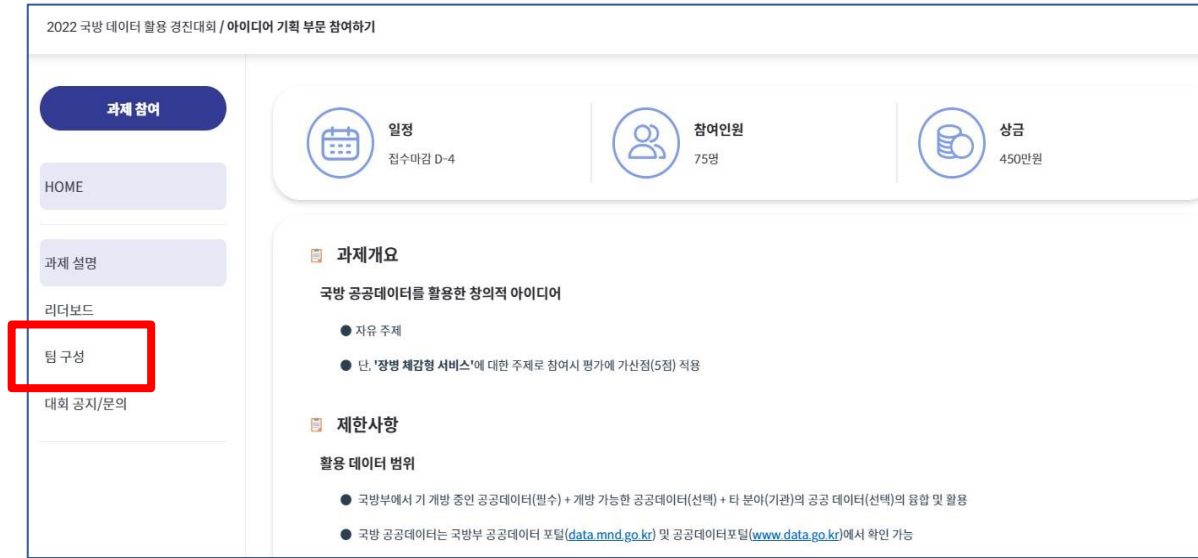 2022 국방 데이터 활용 경진대회 / 아이디어 기획 부문 참여하기
과제 참여
HOME
과제 설명
리더보드
팀 구성
대회 공지/문의
일정
접수마감 D-4
참여인원
75명
상금
450만원
과제개요
국방 공공데이터를 활용한 창의적 아이디어
● 자유 주제
● 단, '장병 체감형 서비스'에 대한 주제로 참여시 평가에 가산점(5점) 적용
제한사항
활용 데이터 범위
● 국방부에서 기 개방 중인 공공데이터(필수) + 개방 가능한 공공데이터(선택) + 타 분야(기관)의 공공 데이터(선택)의 융합 및 활용
● 국방 공공데이터는 국방부 공공데이터 포털(data.mnd.go.kr) 및 공공데이터포털(www.data.go.kr)에서 확인 가능